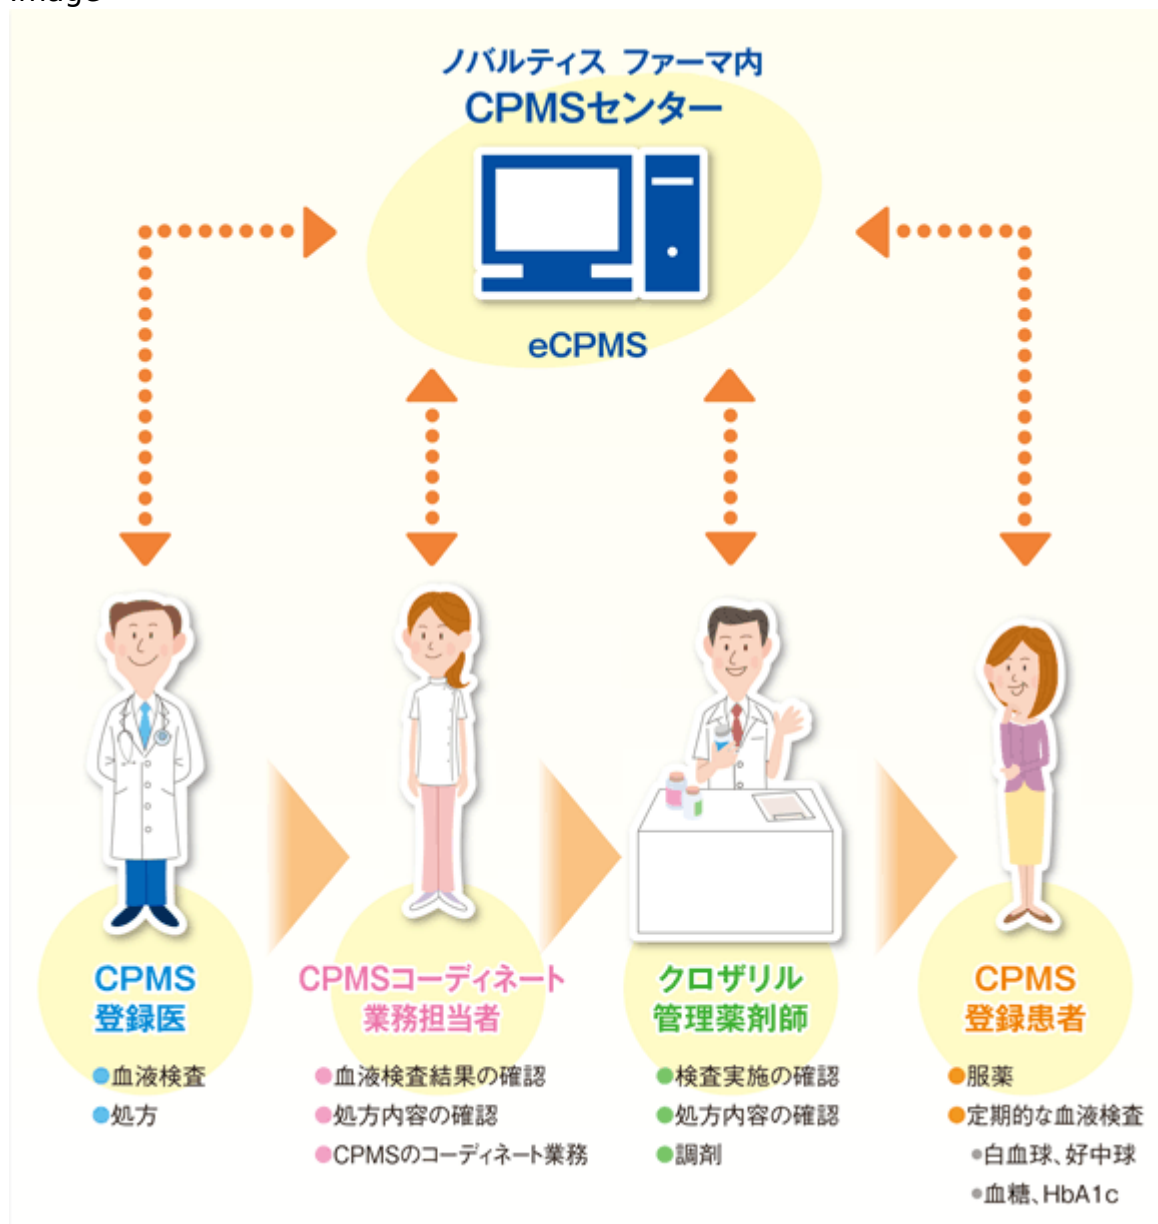 image
ノバルティス ファーマ内
CPMSセンター
eCPMS
CPMS
登録医
●血液検査
●処方
CPMSコーディネート
業務担当者
●血液検査結果の確認
●処方内容の確認
●CPMSのコーディネート業務
クロザリル
管理薬剤師
●検査実施の確認
●処方内容の確認
●調剤
CPMS
登録患者
●服薬
●定期的な血液検査
●白血球、好中球
●血糖、HbA1c